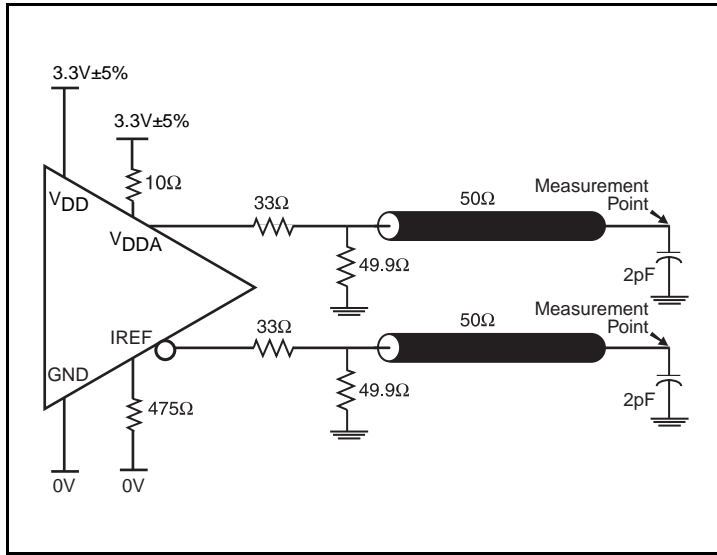 3.3V±5%
3.3V±5%
10Ω
VDD
VDDA
33Ω
50Ω
Measurement
Point
49.9Ω
2pF
IREF
33Ω
50Ω
Measurement
Point
GND
475Ω
49.9Ω
2pF
0V
0V